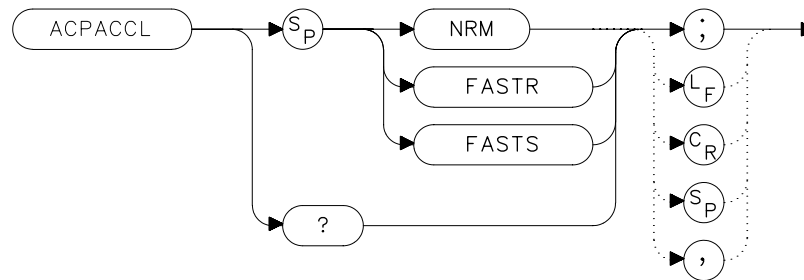 ACPACCL SP NRM ;
FASTR LF
FASTS CR
SP
? ,